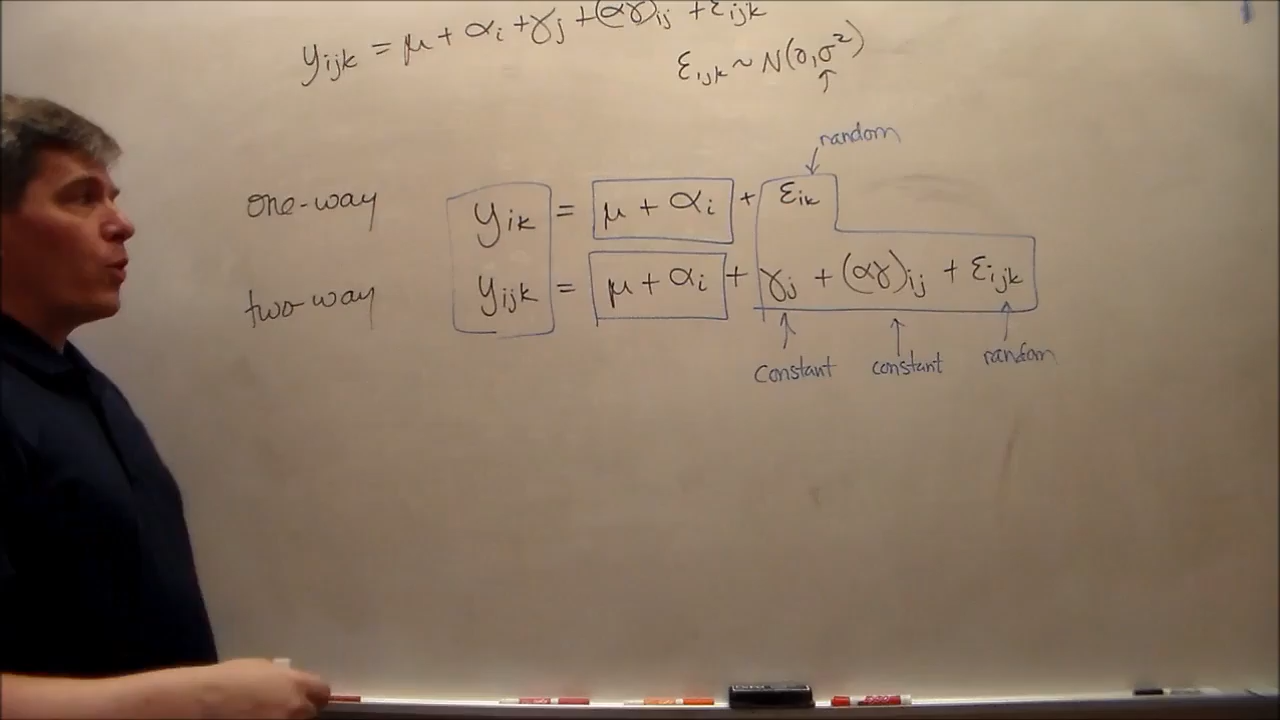 yijk = μ + αi + γj + (αγ)ij + εijk
εijk ~ N(0, σ²)
↑
random
one-way yik = μ + αi + εik
two-way yijk = μ + αi + γj + (αγ)ij + εijk
constant constant random